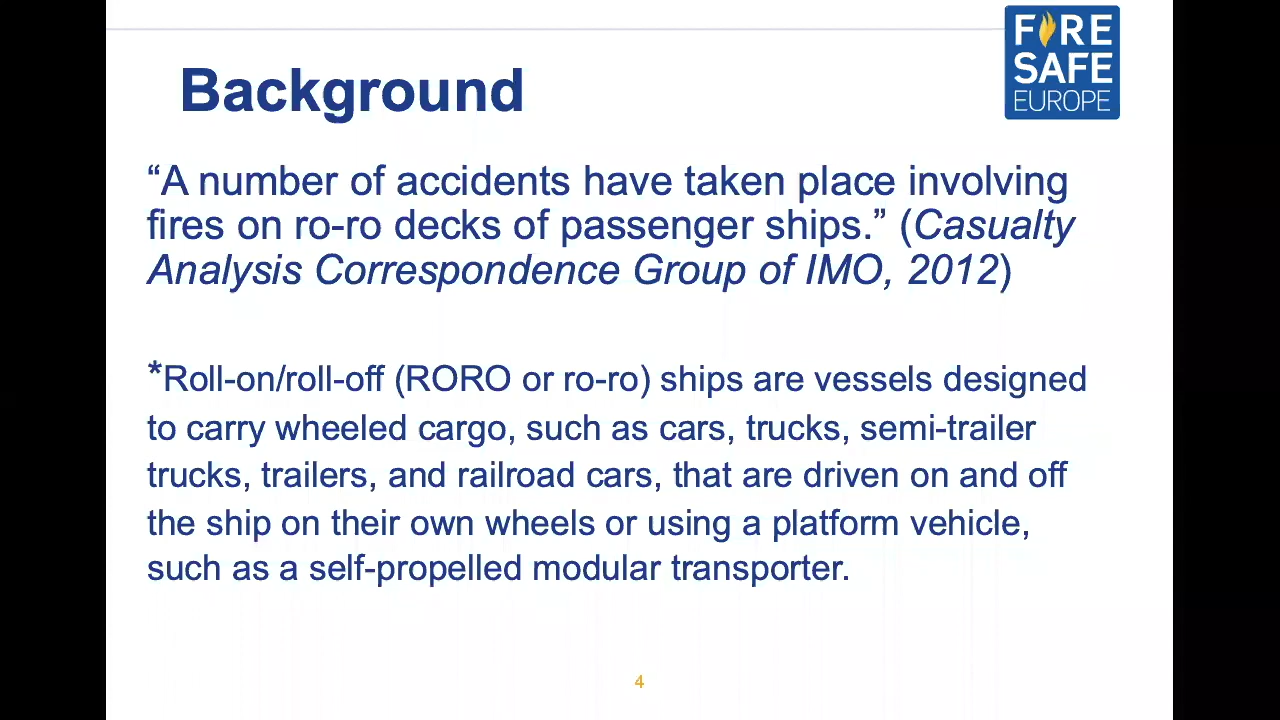 FIRE
SAFE
EUROPE
Background
“A number of accidents have taken place involving
fires on ro-ro decks of passenger ships.” (Casualty
Analysis Correspondence Group of IMO, 2012)
*Roll-on/roll-off (RORO or ro-ro) ships are vessels designed
to carry wheeled cargo, such as cars, trucks, semi-trailer
trucks, trailers, and railroad cars, that are driven on and off
the ship on their own wheels or using a platform vehicle,
such as a self-propelled modular transporter.
4